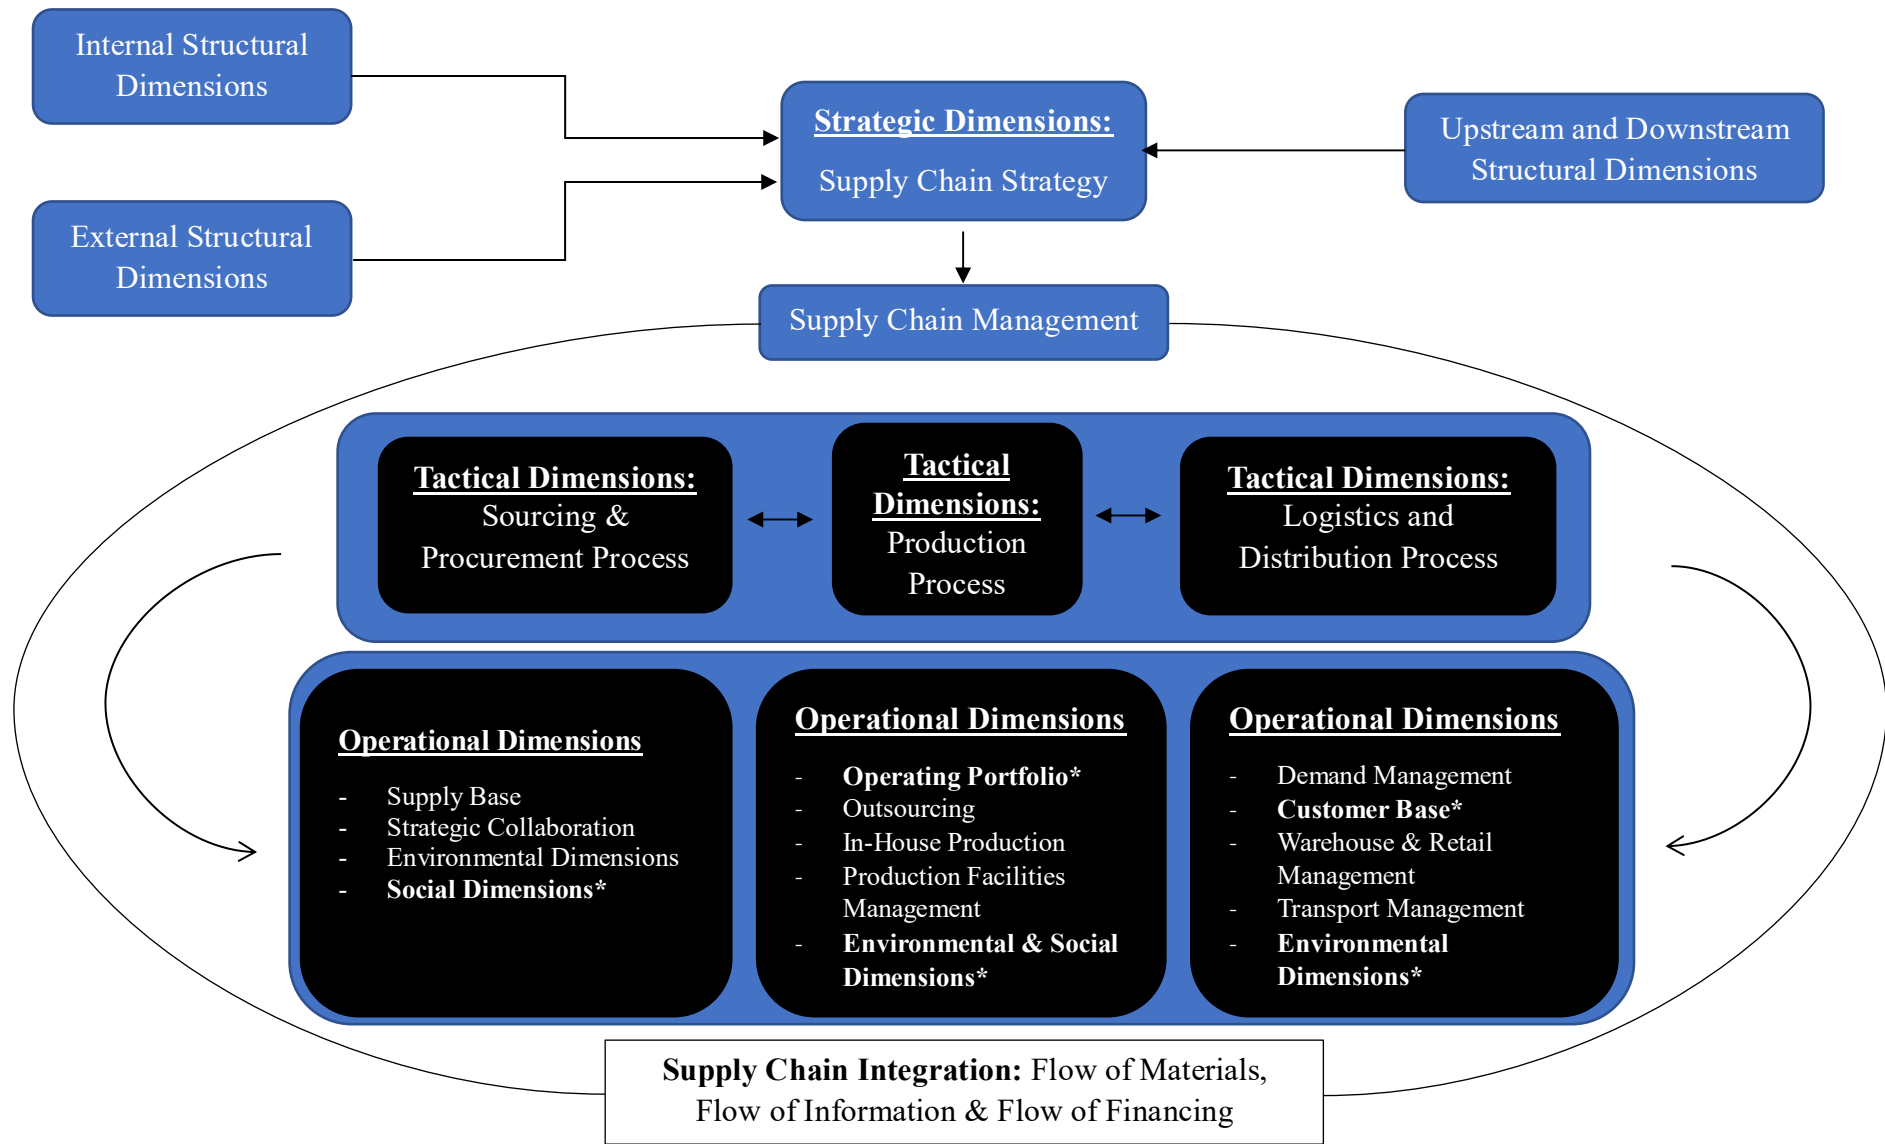 Internal Structural
Dimensions
Strategic Dimensions:
Supply Chain Strategy
Upstream and Downstream
Structural Dimensions
External Structural
Dimensions
Supply Chain Management
Tactical Dimensions:
Sourcing &
Procurement Process
Tactical
Dimensions:
Production
Process
Tactical Dimensions:
Logistics and
Distribution Process
Operational Dimensions
- Supply Base
- Strategic Collaboration
- Environmental Dimensions
- Social Dimensions*
Operational Dimensions
- Operating Portfolio*
- Outsourcing
- In-House Production
- Production Facilities
Management
- Environmental & Social
Dimensions*
Operational Dimensions
- Demand Management
- Customer Base*
- Warehouse & Retail
Management
- Transport Management
- Environmental
Dimensions*
Supply Chain Integration: Flow of Materials,
Flow of Information & Flow of Financing